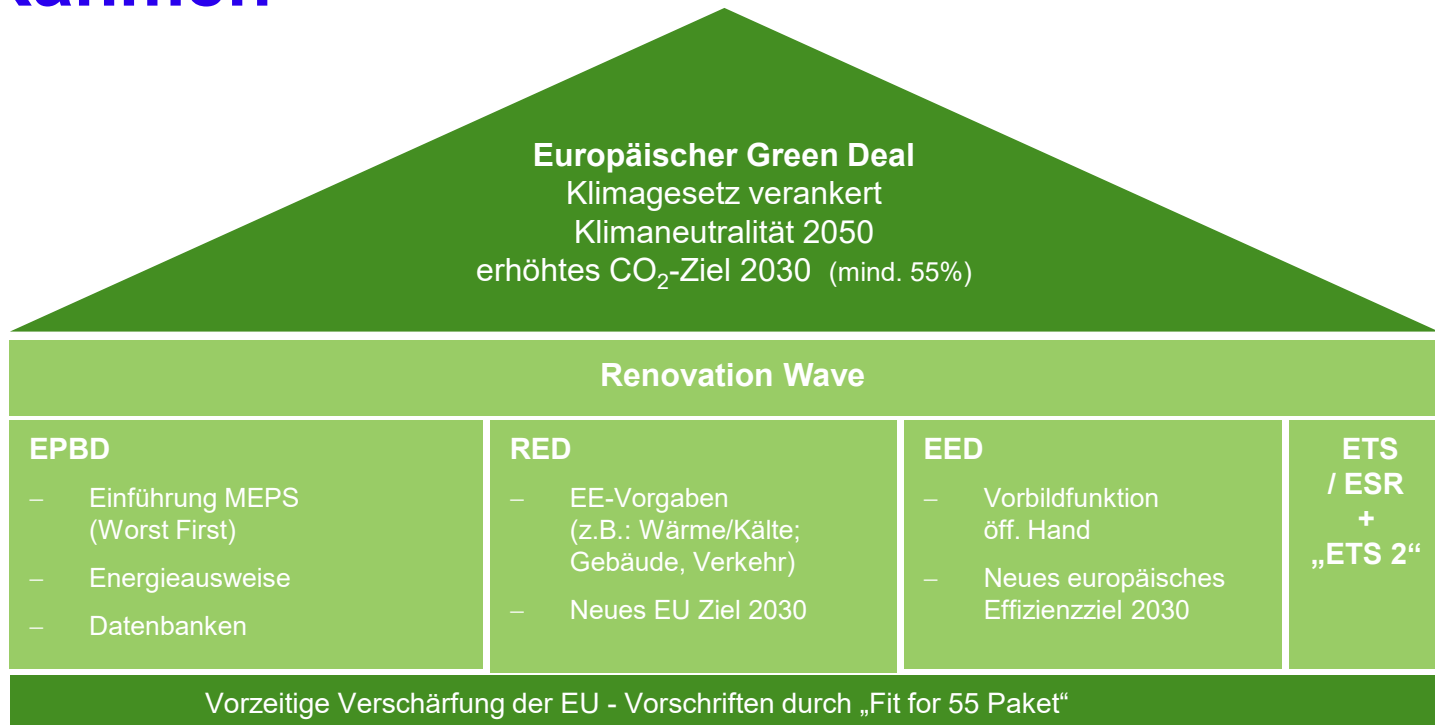 Europäischer Green Deal
Klimagesetz verankert
Klimaneutralität 2050
erhöhtes CO₂-Ziel 2030 (mind. 55%)
Renovation Wave
EPBD
– Einführung MEPS
(Worst First)
– Energieausweise
– Datenbanken
RED
– EE-Vorgaben
(z.B.: Wärme/Kälte;
Gebäude, Verkehr)
– Neues EU Ziel 2030
EED
– Vorbildfunktion
öff. Hand
– Neues europäisches
Effizienzziel 2030
ETS
/ ESR
+
„ETS 2“
Vorzeitige Verschärfung der EU - Vorschriften durch „Fit for 55 Paket“